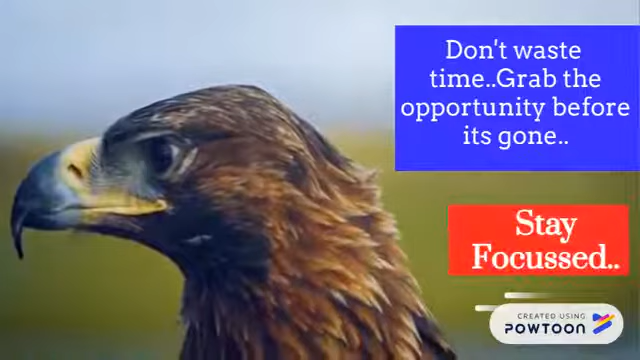 Don't waste
time..Grab the
opportunity before
its gone..
Stay
Focussed..
CREATED USING
POWTOON